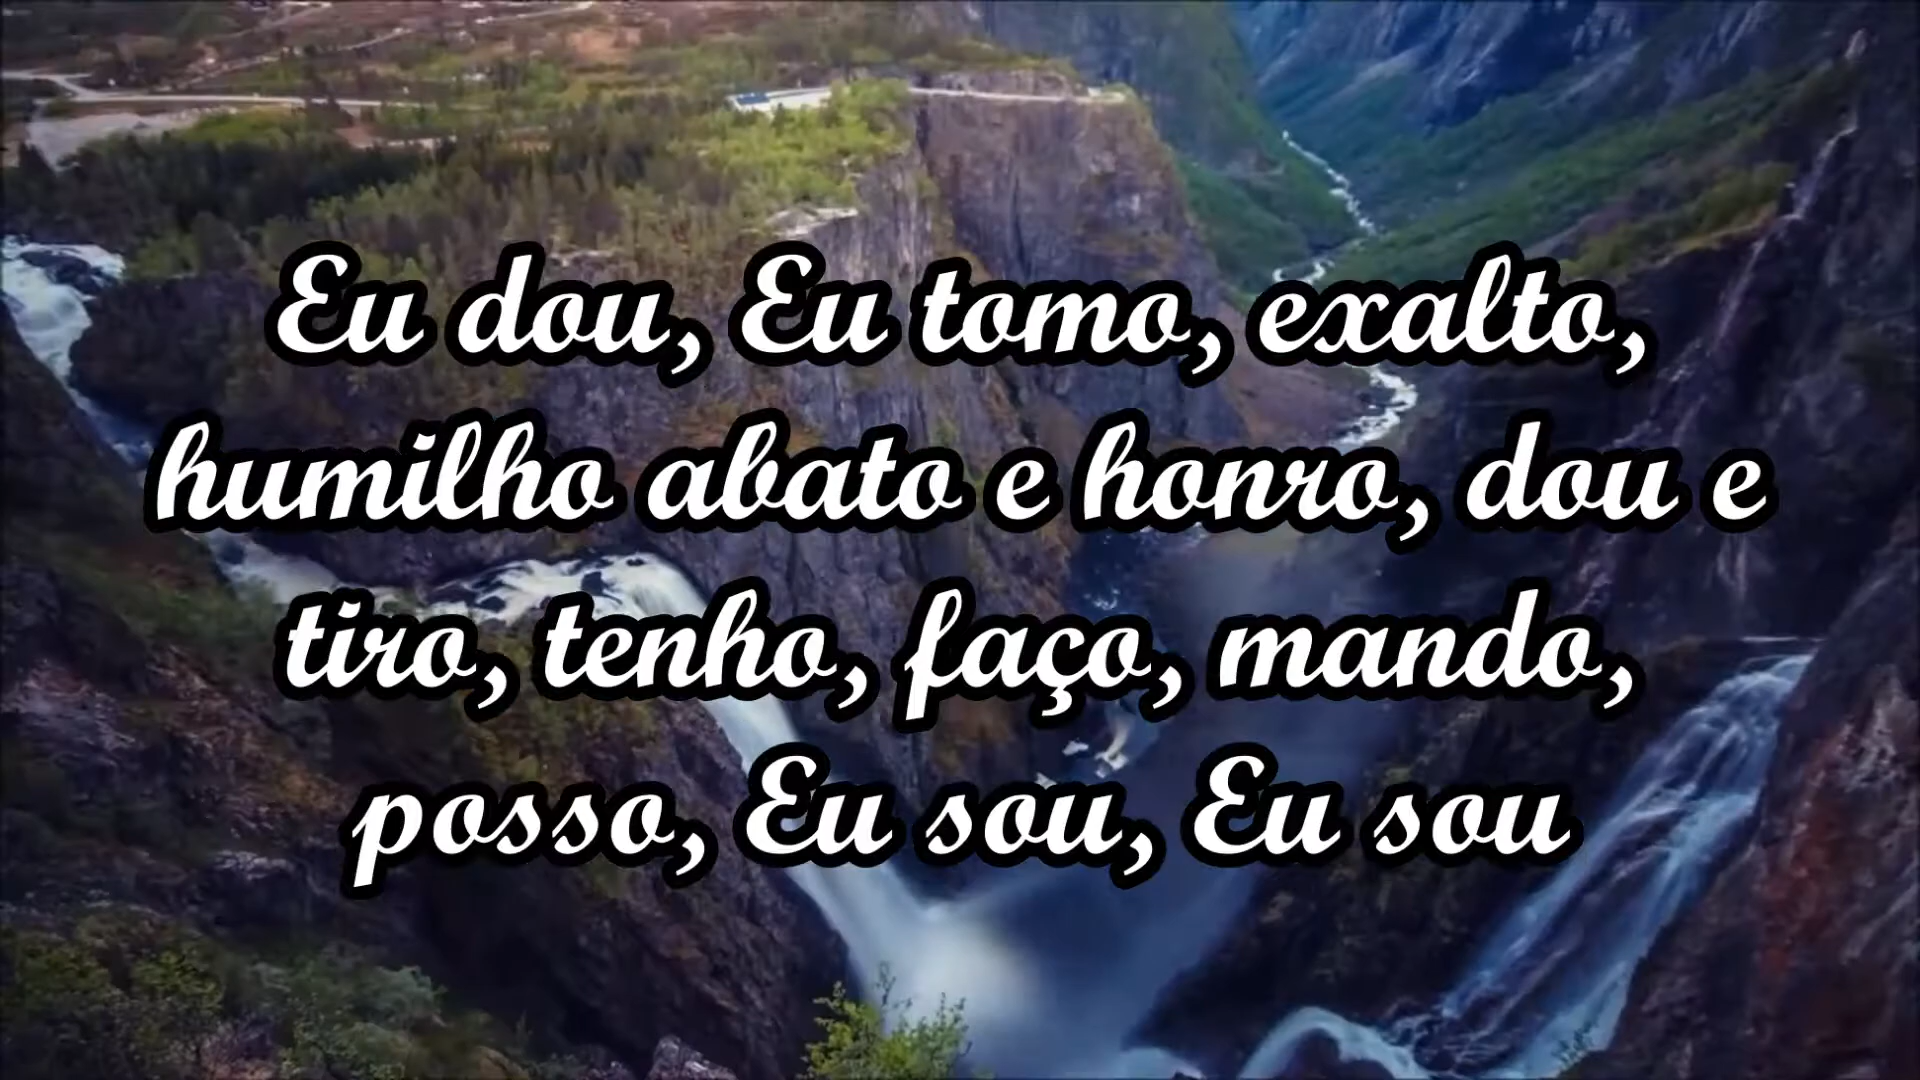 Eu dou, Eu tomo, exalto,
humilho abato e honro, dou e
tiro, tenho, faço, mando,
posso, Eu sou, Eu sou